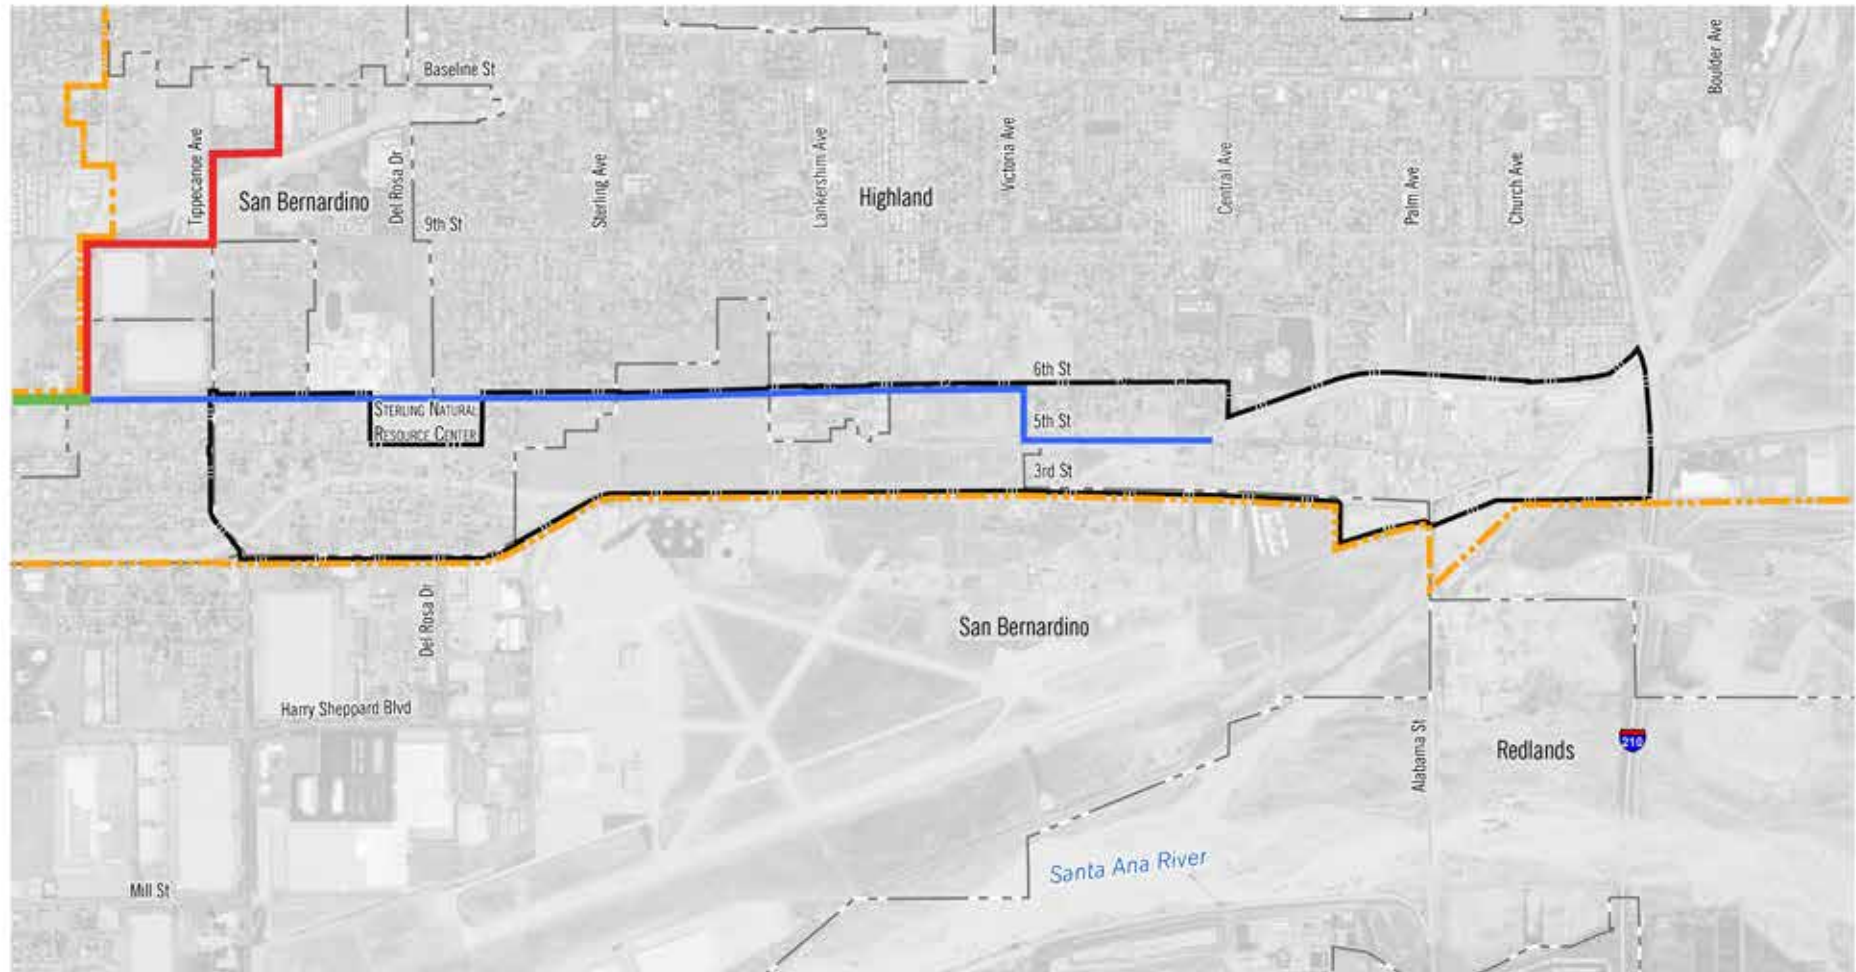 Boulder Ave
Baseline St
Tippecanoe Ave
San Bernardino
Del Rosa Dr
9th St
Sterling Ave
Lankershim Ave
Highland
Victoria Ave
Central Ave
Palm Ave
Church Ave
6th St
Sterling Natural
Resource Center
5th St
3rd St
Del Rosa Dr
San Bernardino
Harry Sheppard Blvd
Alabama St
Redlands
210
Santa Ana River
Mill St